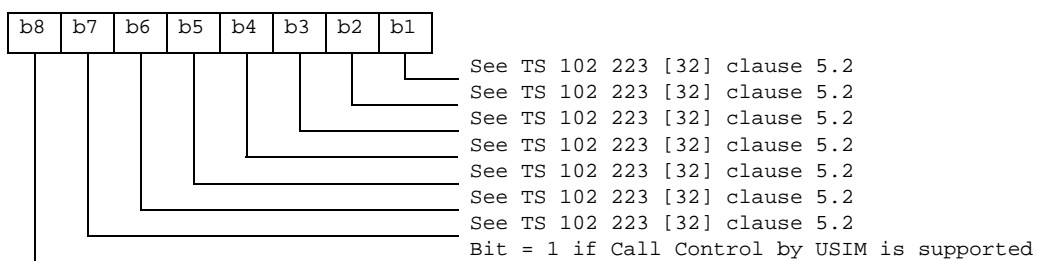 b8 b7 b6 b5 b4 b3 b2 b1
See TS 102 223 [32] clause 5.2
See TS 102 223 [32] clause 5.2
See TS 102 223 [32] clause 5.2
See TS 102 223 [32] clause 5.2
See TS 102 223 [32] clause 5.2
See TS 102 223 [32] clause 5.2
See TS 102 223 [32] clause 5.2
Bit = 1 if Call Control by USIM is supported